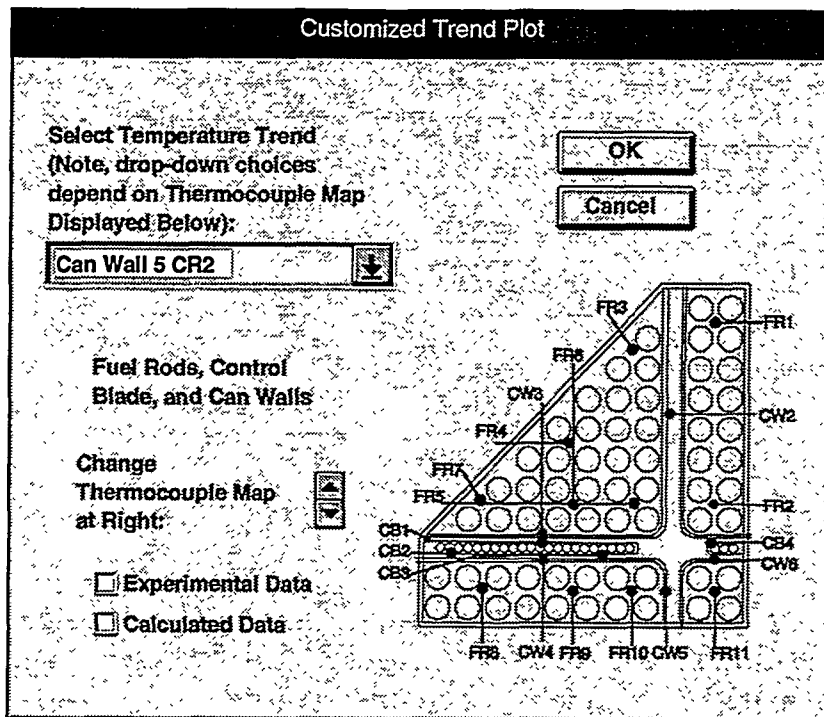 Customized Trend Plot
Select Temperature Trend
(Note, drop-down choices
depend on Thermocouple Map
Displayed Below):
OK
Cancel
Can Wall 5 CR2
Fuel Rods, Control
Blade, and Can Walls
Change
Thermocouple Map
at Right:
Experimental Data
Calculated Data
FR3
FR1
FR6
CW3
CW2
FR4
FR7
FR5
FR2
CB1
CB2
CB3
CB4
CW6
FR8
CW4
FR9
FR10
CW5
FR11